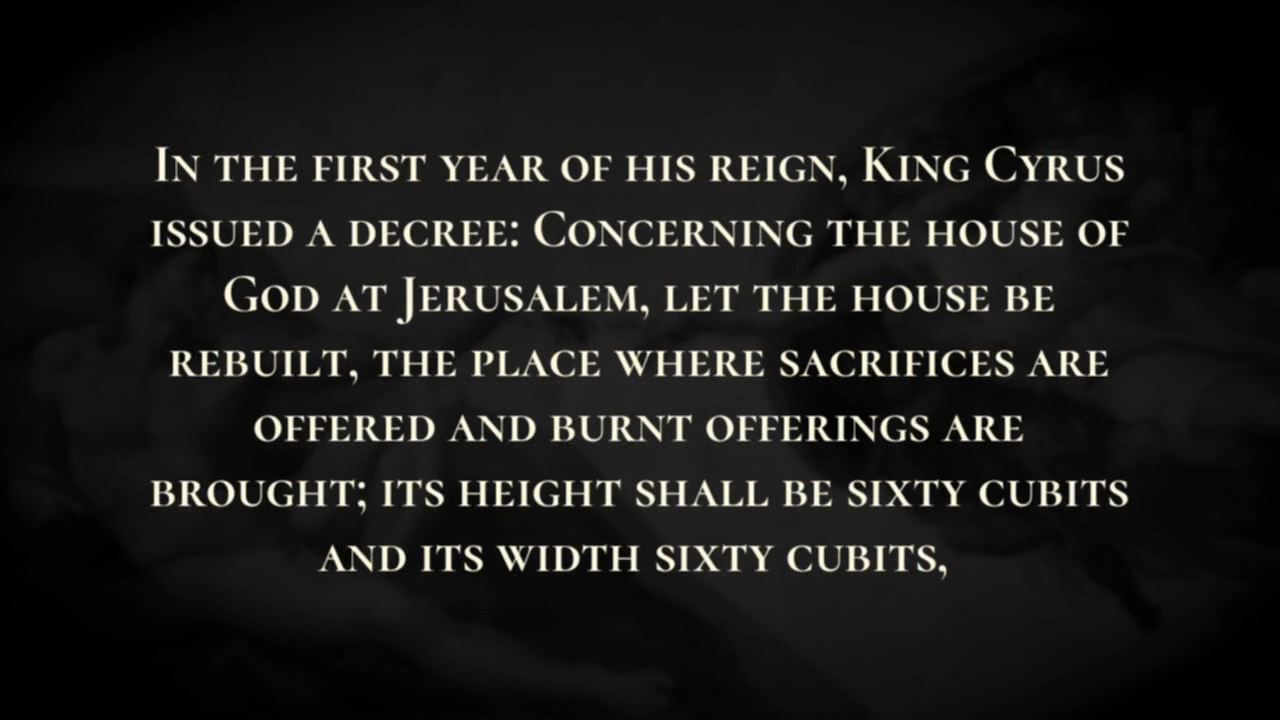 In the first year of his reign, King Cyrus
issued a decree: Concerning the house of
God at Jerusalem, let the house be
rebuilt, the place where sacrifices are
offered and burnt offerings are
brought; its height shall be sixty cubits
and its width sixty cubits,